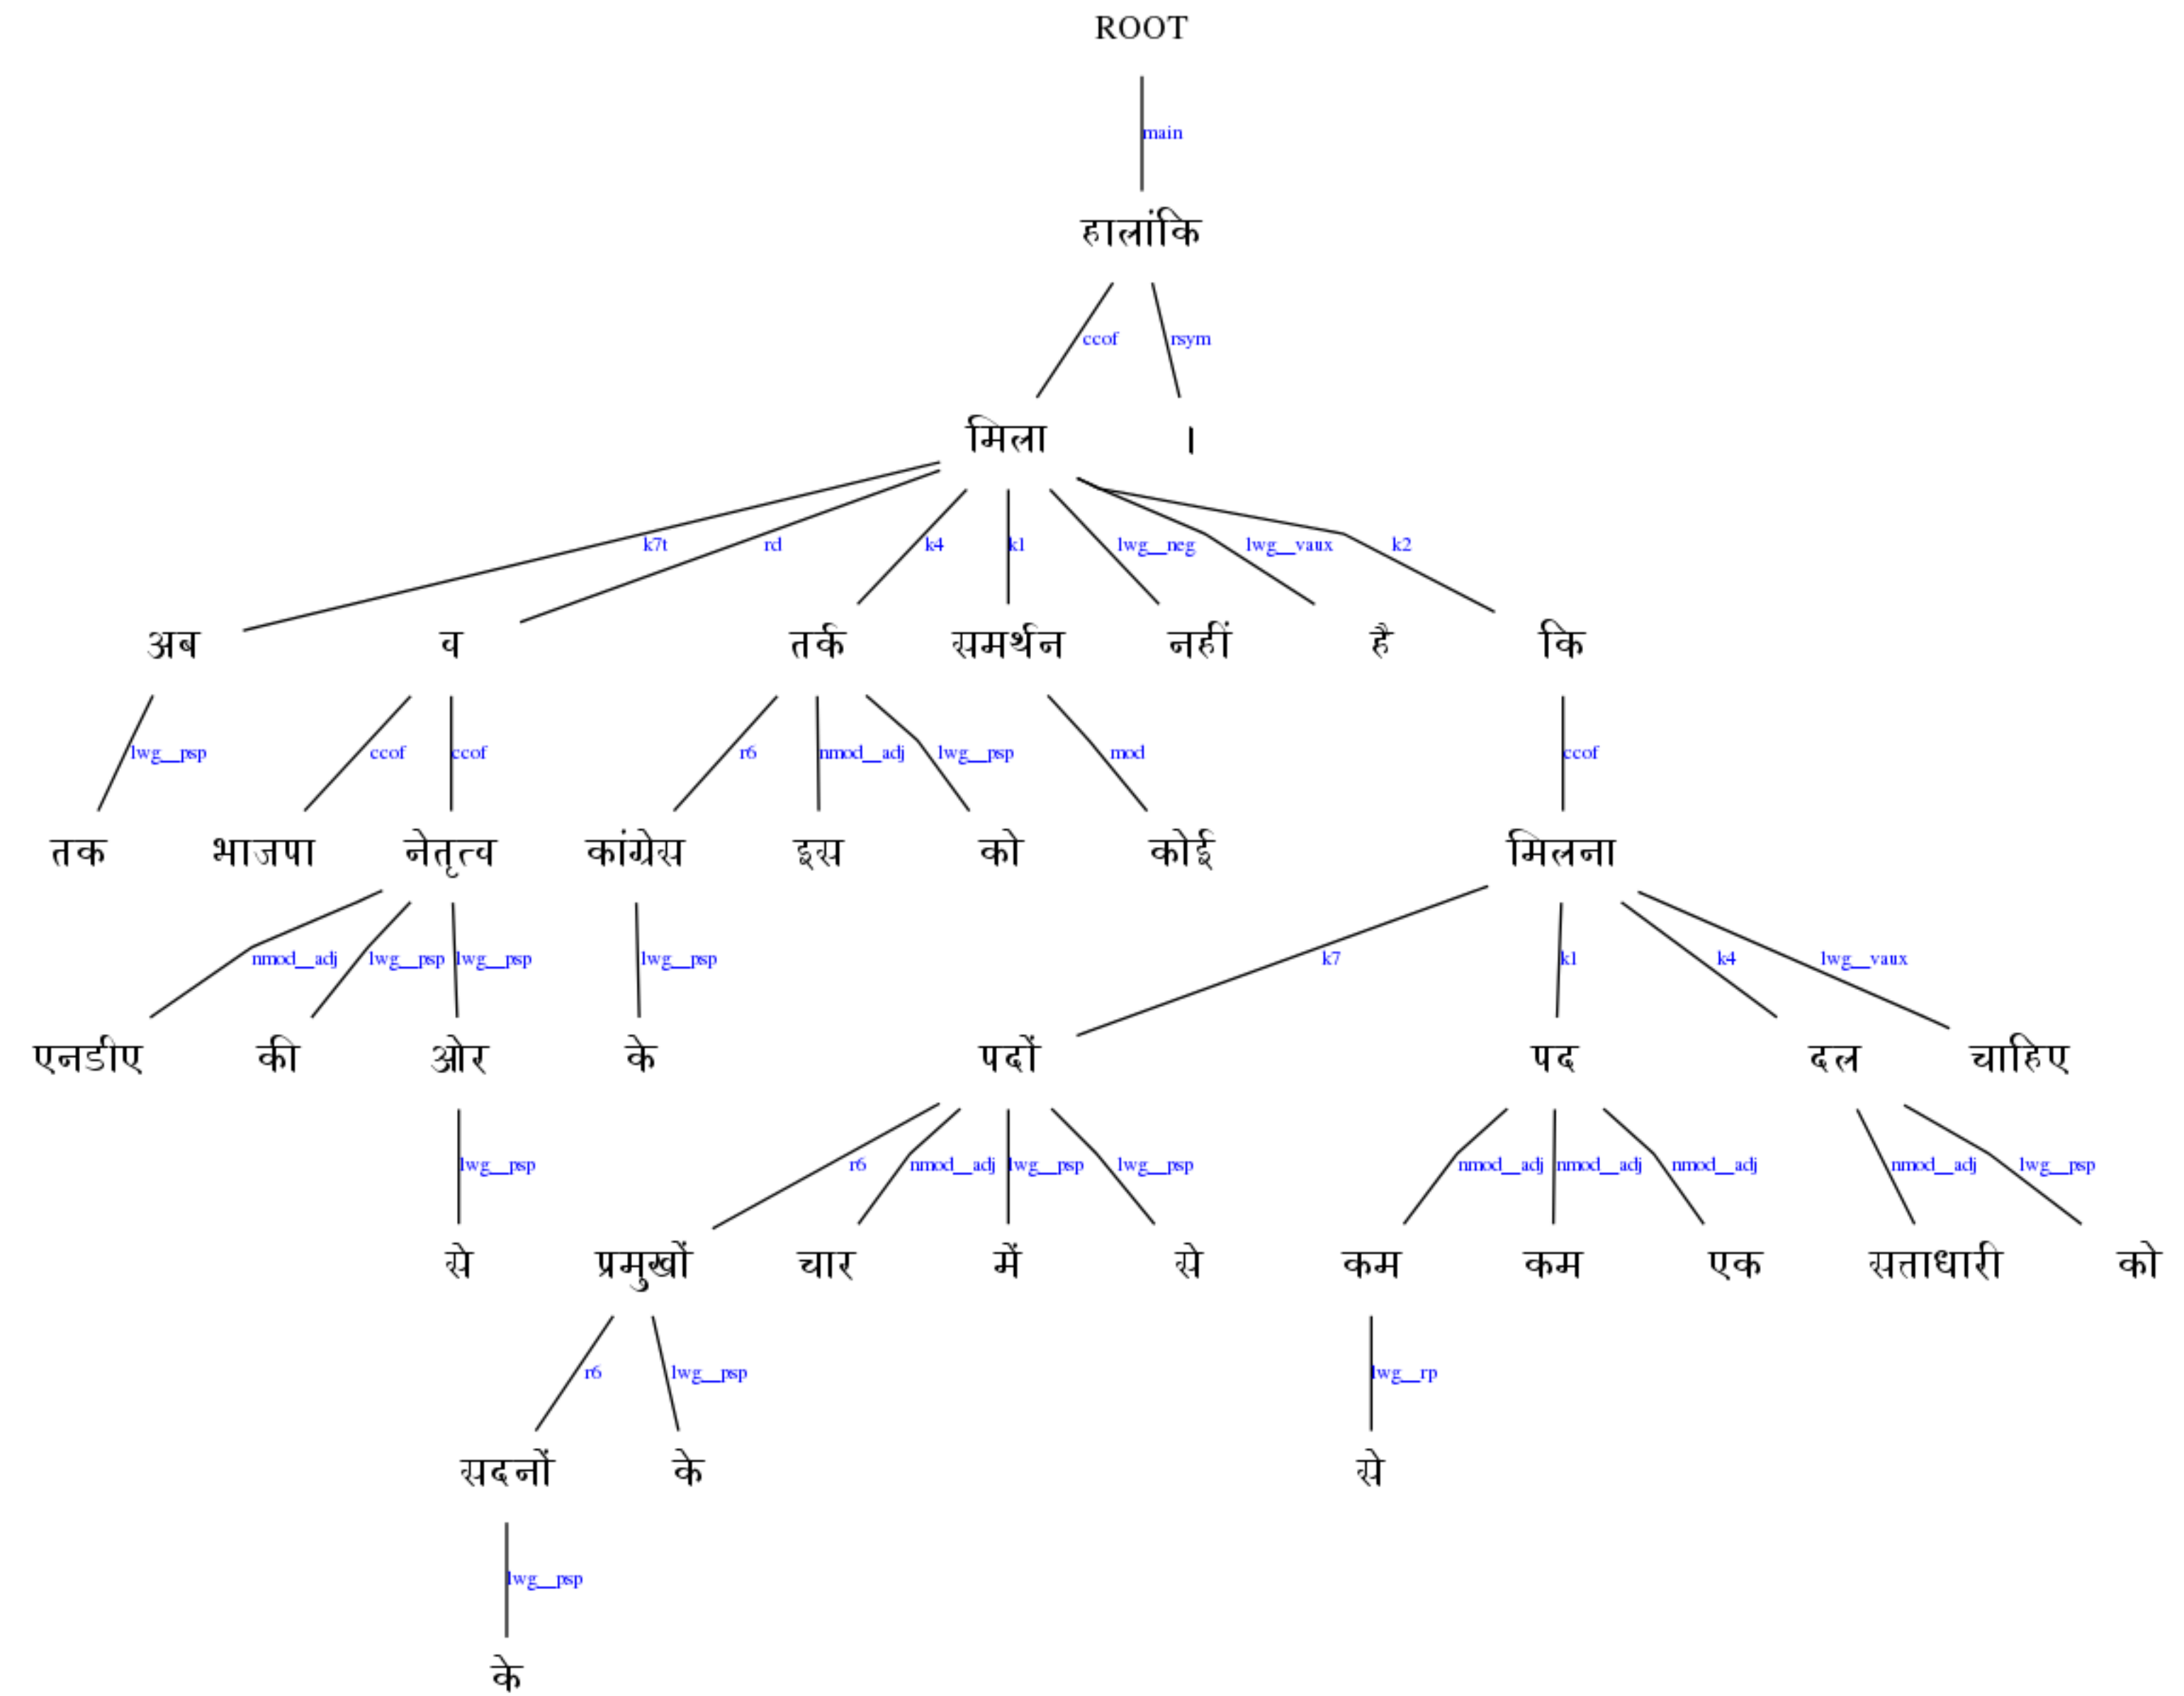 ROOT
main
हालांकि
ccof rsym
मिला ।
k7t rd k4 k1 lwg__neg lwg__vaux k2
अब व तर्क समर्थन नहीं है कि
lwg__psp ccof ccof r6 nmod__adj lwg__psp mod ccof
तक भाजपा नेतृत्व कांग्रेस इस को कोई मिलना
nmod__adj lwg__psp lwg__psp lwg__psp k7 k1 k4 lwg__vaux
एनडीए की ओर के पदों पद दल चाहिए
lwg__psp r6 nmod__adj lwg__psp lwg__psp nmod__adj nmod__adj nmod__adj nmod__adj lwg__psp
से प्रमुखों चार में से कम कम एक सत्ताधारी को
r6 lwg__psp lwg__rp
सदनों के से
lwg__psp
के